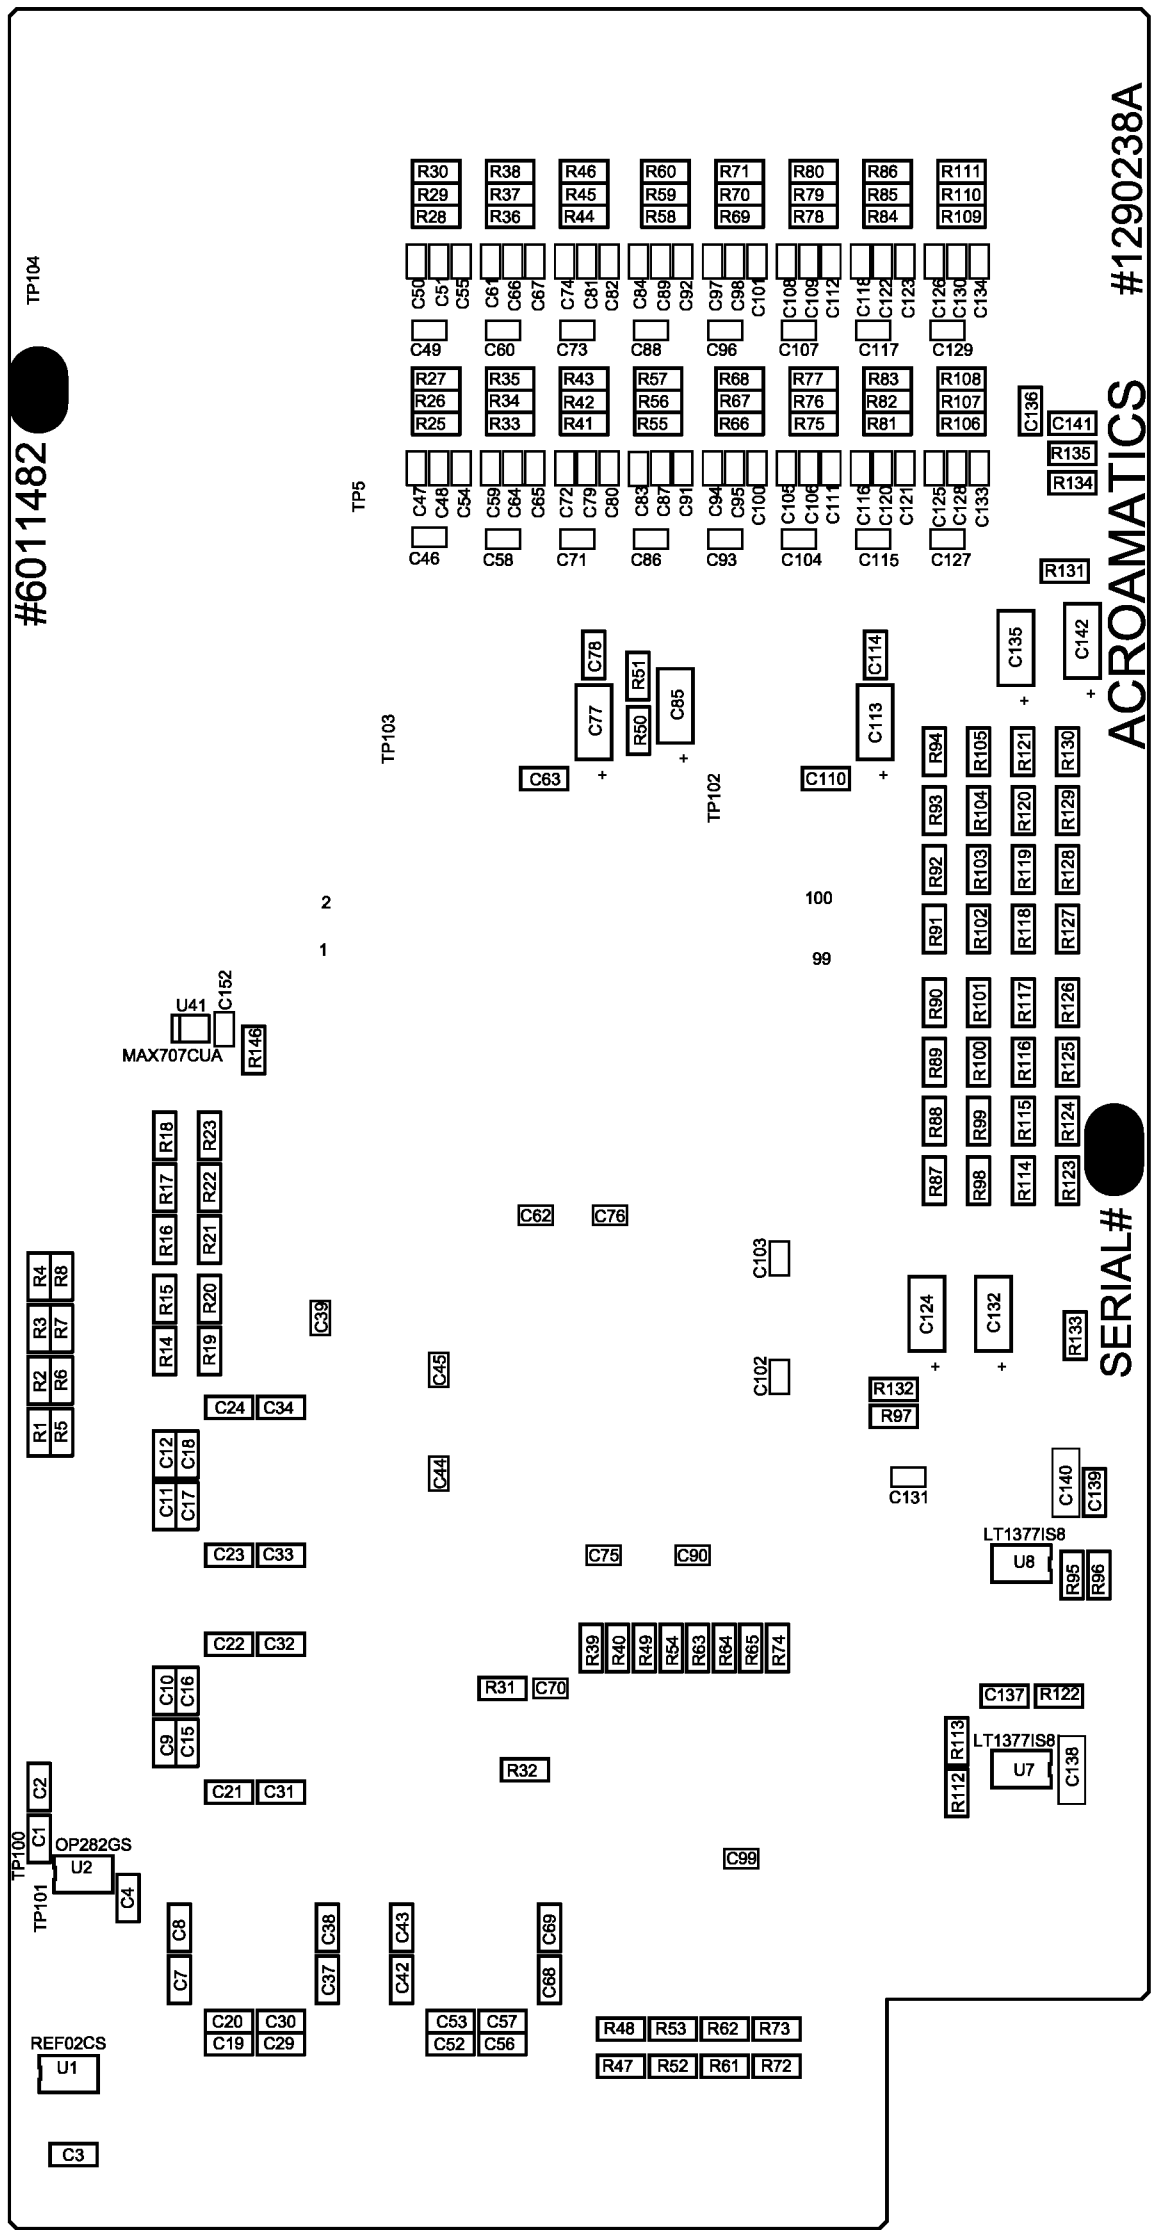 #1290238A
R30 R38 R46 R60 R71 R80 R86 R111
R29 R37 R45 R59 R70 R79 R85 R110
R28 R36 R44 R58 R69 R78 R84 R109
TP104
C50 C51 C55 C61 C66 C67 C74 C81 C82 C84 C89 C92 C97 C98 C101 C108 C109 C112 C118 C122 C123 C126 C130 C134
C49 C60 C73 C88 C96 C107 C117 C129
R27 R35 R43 R57 R68 R77 R83 R108
R26 R34 R42 R56 R67 R76 R82 R107
R25 R33 R41 R55 R66 R75 R81 R106
C136 C141
R135
R134
ACROAMATICS
#6011482
TP5
C47 C48 C54 C59 C64 C65 C72 C79 C80 C83 C87 C91 C94 C95 C100 C105 C106 C111 C116 C120 C121 C125 C128 C133
C46 C58 C71 C86 C93 C104 C115 C127
R131
C78 R51 C114 C135 C142
C77 R50 C85 C113
+ +
TP103
C63 + + TP102 C110 +
R94 R105 R121 R130
R93 R104 R120 R129
R92 R103 R119 R128
R91 R102 R118 R127
2 100
1 99
R90 R101 R117 R126
R89 R100 R116 R125
R88 R99 R115 R124
R87 R98 R114 R123
U41 C152
MAX707CUA R146
R18 R23
R17 R22
R16 R21
R15 R20
R14 R19
R4 R8
R3 R7
R2 R6
R1 R5
C62 C76
C103
C39
C45 C102
C44
C124 C132 R133
SERIAL#
+ +
R132
R97
C131
C140 C139
C24 C34
C12 C18
C11 C17
C23 C33
C75 C90
LT1377IS8
U8 R95 R96
C22 C32
R39 R40 R49 R54 R63 R64 R65 R74
C10 C16
C9 C15
R31 C70
C137 R122
R113
R112
LT1377IS8
U7 C138
R32
C21 C31
C2
C1
TP100
OP282GS
U2
TP101
C4
C99
C8 C38 C43 C69
C7 C37 C42 C68
C20 C30 C53 C57
C19 C29 C52 C56
R48 R53 R62 R73
R47 R52 R61 R72
REF02CS
U1
C3